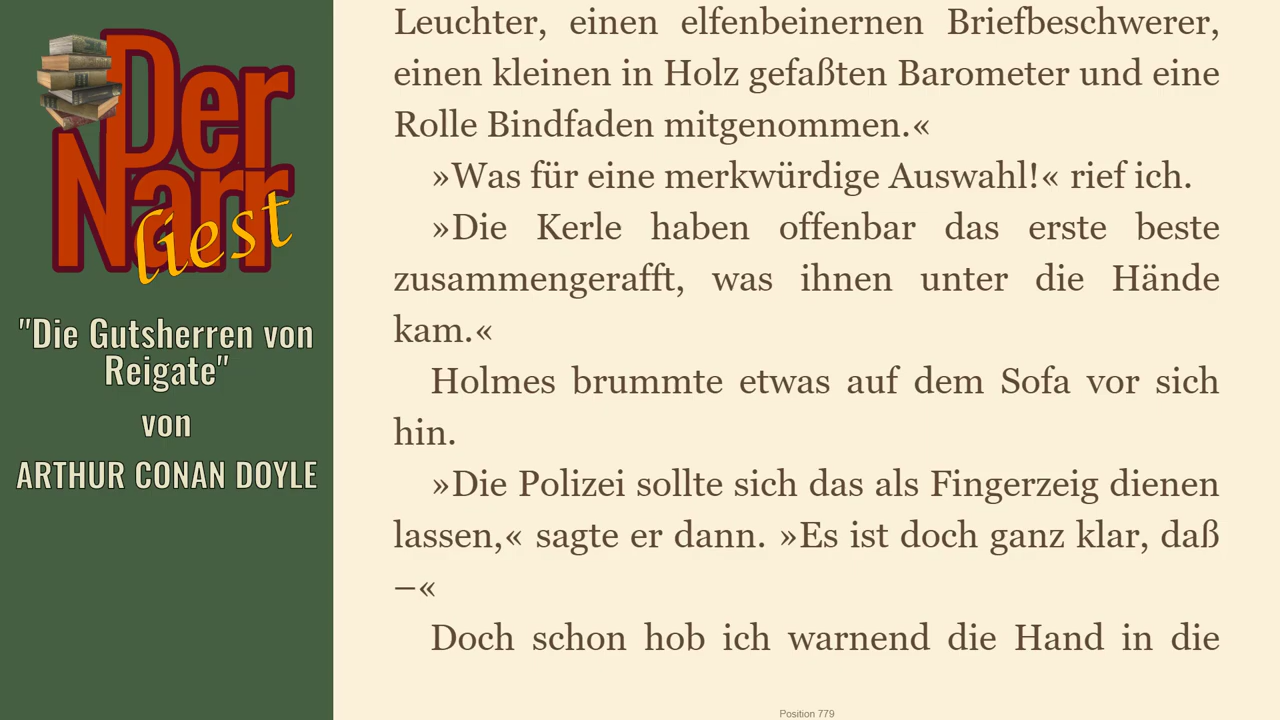 Der
Narr
liest
"Die Gutsherren von
Reigate"
von
ARTHUR CONAN DOYLE
Leuchter, einen elfenbeinernen Briefbeschwerer,
einen kleinen in Holz gefaßten Barometer und eine
Rolle Bindfaden mitgenommen.«
»Was für eine merkwürdige Auswahl!« rief ich.
»Die Kerle haben offenbar das erste beste
zusammengerafft, was ihnen unter die Hände
kam.«
Holmes brummte etwas auf dem Sofa vor sich
hin.
»Die Polizei sollte sich das als Fingerzeig dienen
lassen,« sagte er dann. »Es ist doch ganz klar, daß
–«
Doch schon hob ich warnend die Hand in die
Position 779